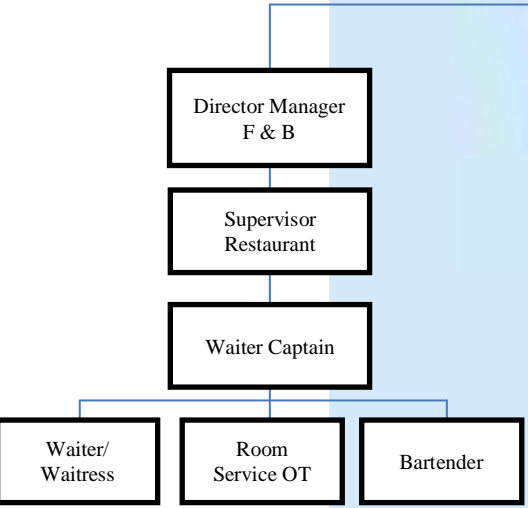 Director Manager
F & B
Supervisor
Restaurant
Waiter Captain
Waiter/
Waitress
Room
Service OT
Bartender